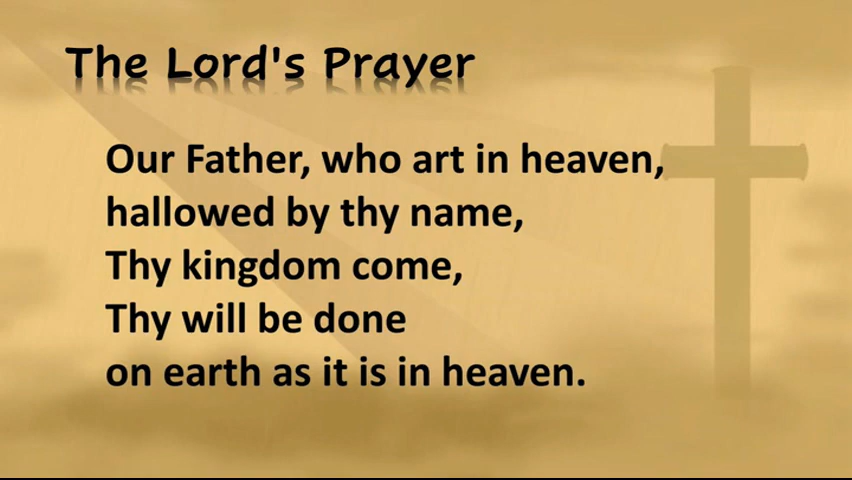 The Lord's Prayer
Our Father, who art in heaven,
hallowed by thy name,
Thy kingdom come,
Thy will be done
on earth as it is in heaven.